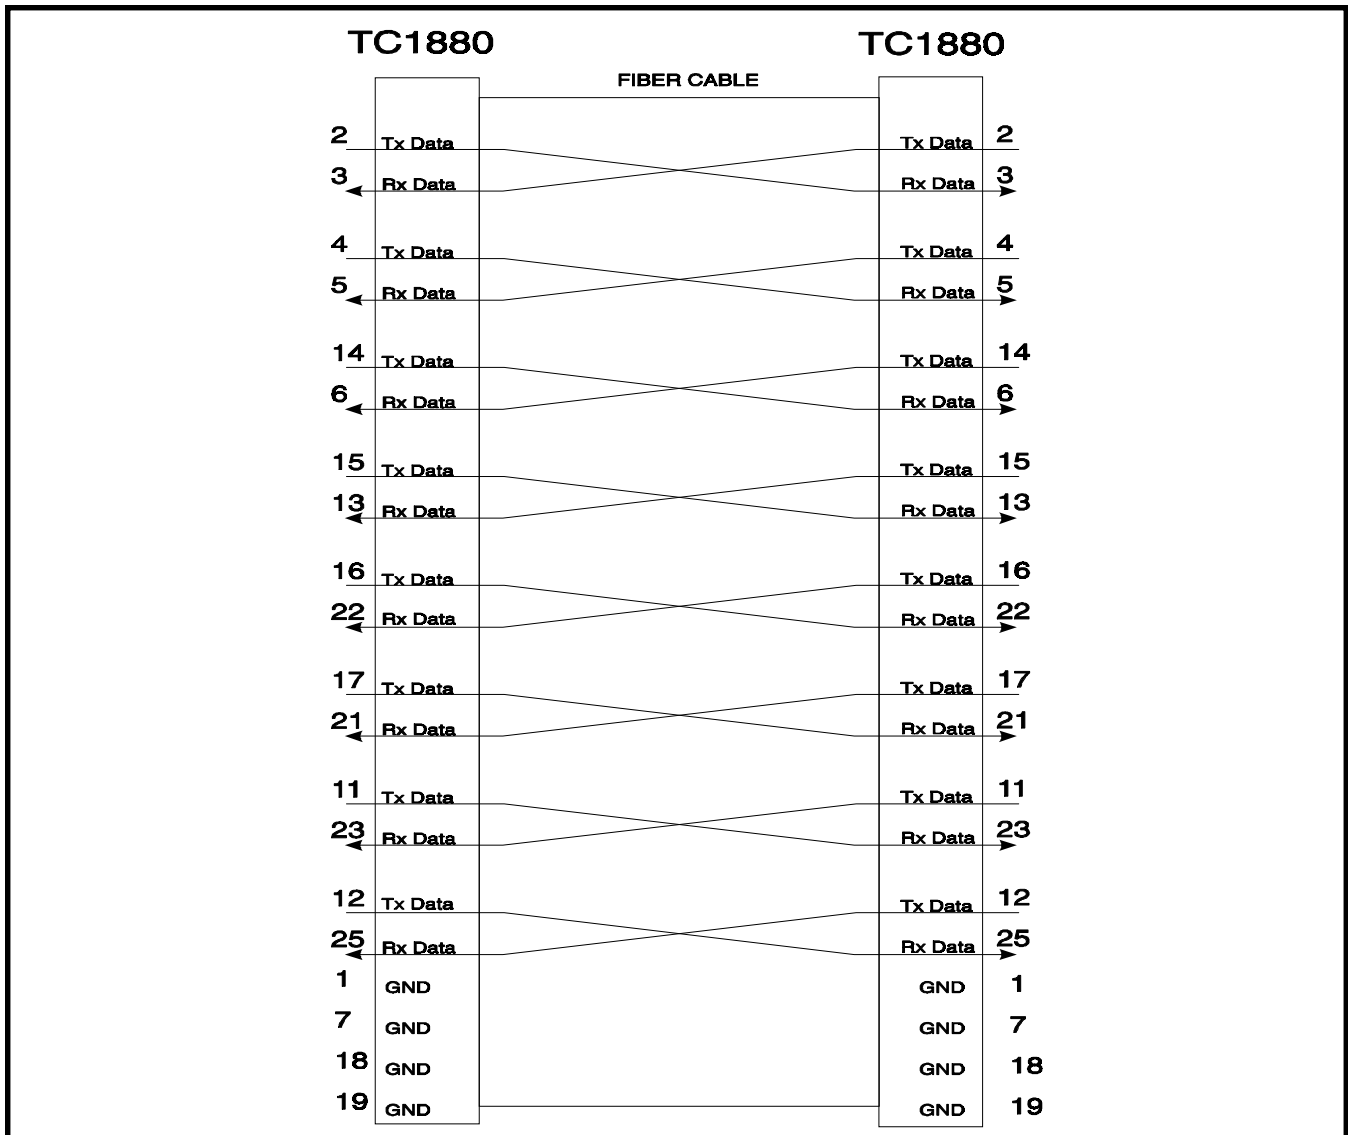 TC1880 TC1880
FIBER CABLE
2 Tx Data Tx Data 2
3 Rx Data Rx Data 3
4 Tx Data Tx Data 4
5 Rx Data Rx Data 5
14 Tx Data Tx Data 14
6 Rx Data Rx Data 6
15 Tx Data Tx Data 15
13 Rx Data Rx Data 13
16 Tx Data Tx Data 16
22 Rx Data Rx Data 22
17 Tx Data Tx Data 17
21 Rx Data Rx Data 21
11 Tx Data Tx Data 11
23 Rx Data Rx Data 23
12 Tx Data Tx Data 12
25 Rx Data Rx Data 25
1 GND GND 1
7 GND GND 7
18 GND GND 18
19 GND GND 19